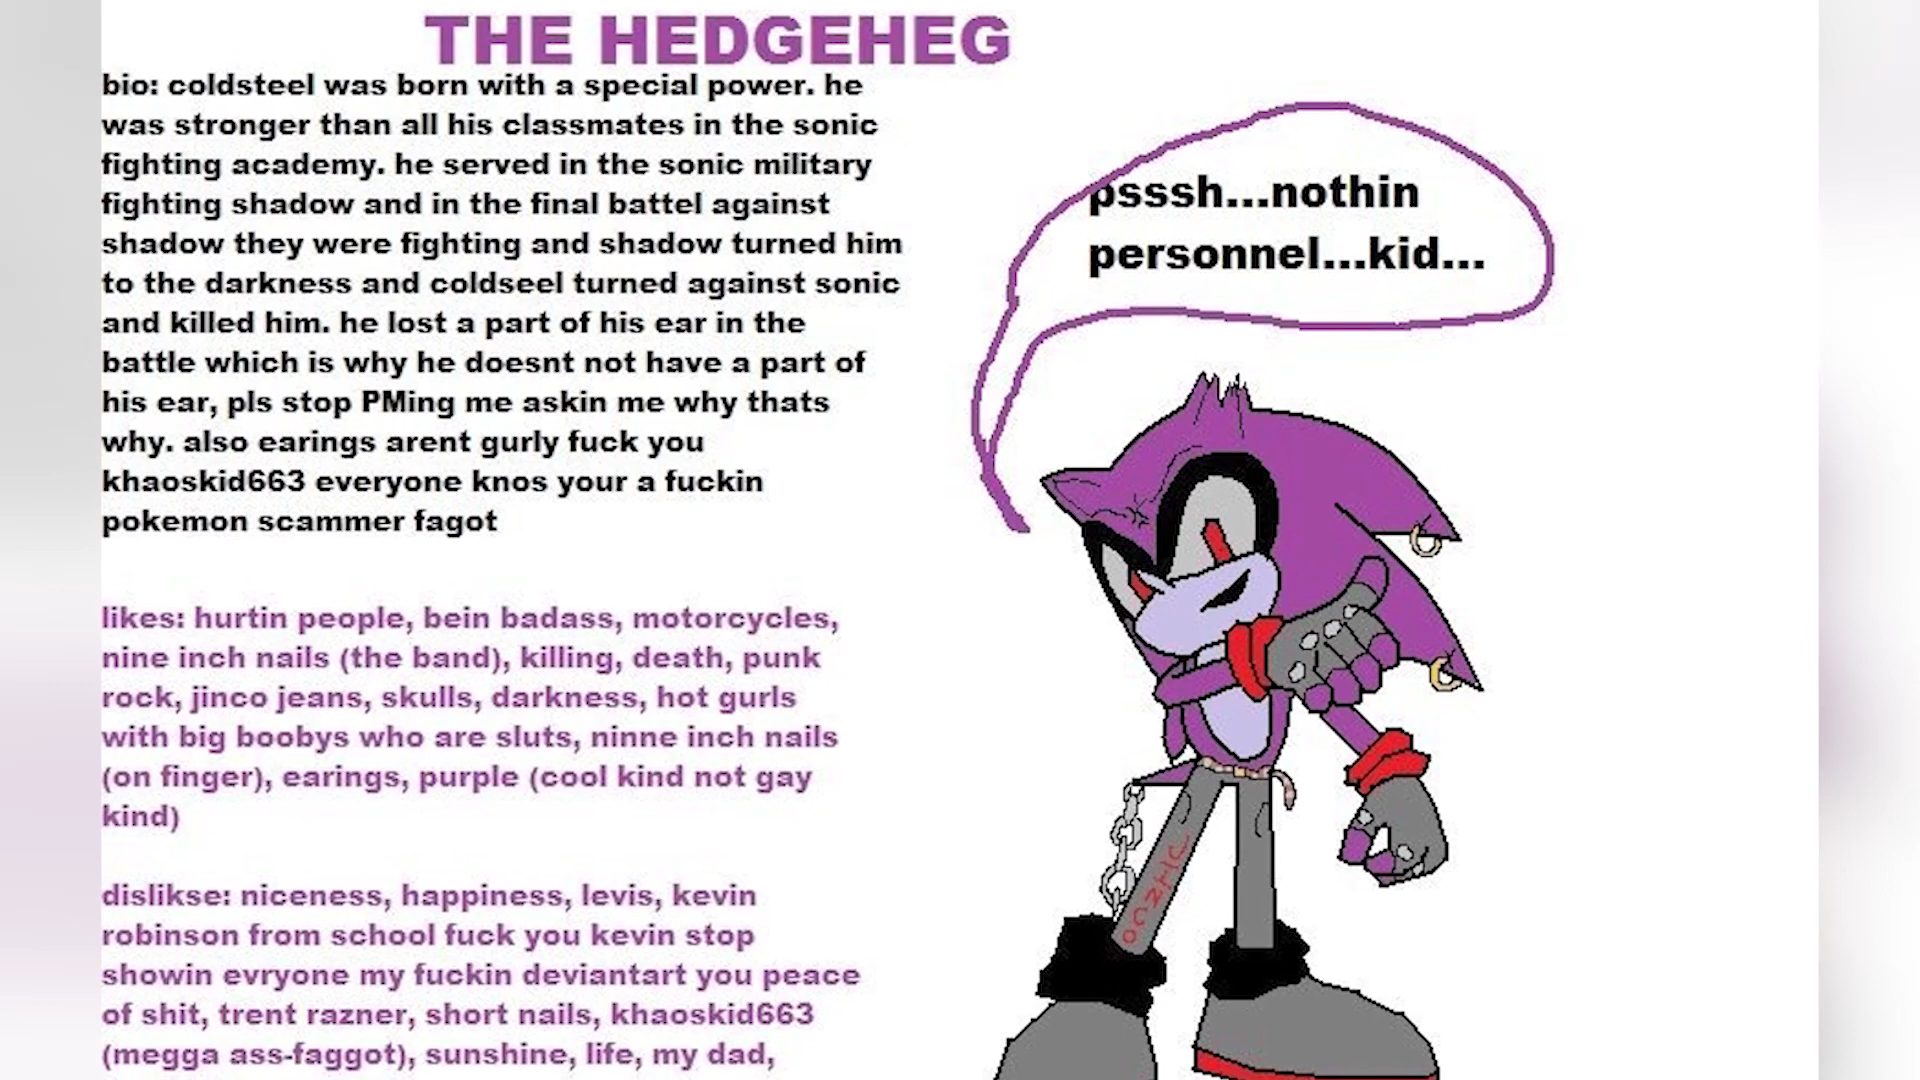 THE HEDGEHEG
bio: coldsteel was born with a special power. he
was stronger than all his classmates in the sonic
fighting academy. he served in the sonic military
fighting shadow and in the final battel against
shadow they were fighting and shadow turned him
to the darkness and coldseel turned against sonic
and killed him. he lost a part of his ear in the
battle which is why he doesnt not have a part of
his ear, pls stop PMing me askin me why thats
why. also earings arent gurly fuck you
khaoskid663 everyone knos your a fuckin
pokemon scammer fagot
likes: hurtin people, bein badass, motorcycles,
nine inch nails (the band), killing, death, punk
rock, jinco jeans, skulls, darkness, hot gurls
with big boobys who are sluts, ninne inch nails
(on finger), earings, purple (cool kind not gay
kind)
dislikse: niceness, happiness, levis, kevin
robinson from school fuck you kevin stop
showin evryone my fuckin deviantart you peace
of shit, trent razner, short nails, khaoskid663
(megga ass-faggot), sunshine, life, my dad,
psssh...nothin
personnel...kid...